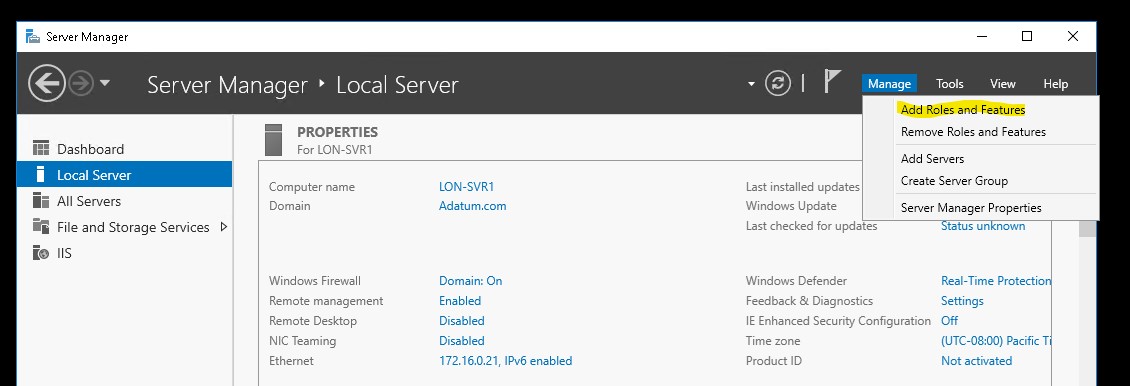 Server Manager
Server Manager ‣ Local Server
Manage Tools View Help
Add Roles and Features
Remove Roles and Features
Add Servers
Create Server Group
Server Manager Properties
Dashboard
Local Server
All Servers
File and Storage Services
IIS
PROPERTIES
For LON-SVR1
Computer name LON-SVR1
Domain Adatum.com
Last installed updates
Windows Update
Last checked for updates Status unknown
Windows Firewall Domain: On
Remote management Enabled
Remote Desktop Disabled
NIC Teaming Disabled
Ethernet 172.16.0.21, IPv6 enabled
Windows Defender Real-Time Protection
Feedback & Diagnostics Settings
IE Enhanced Security Configuration Off
Time zone (UTC-08:00) Pacific Ti
Product ID Not activated